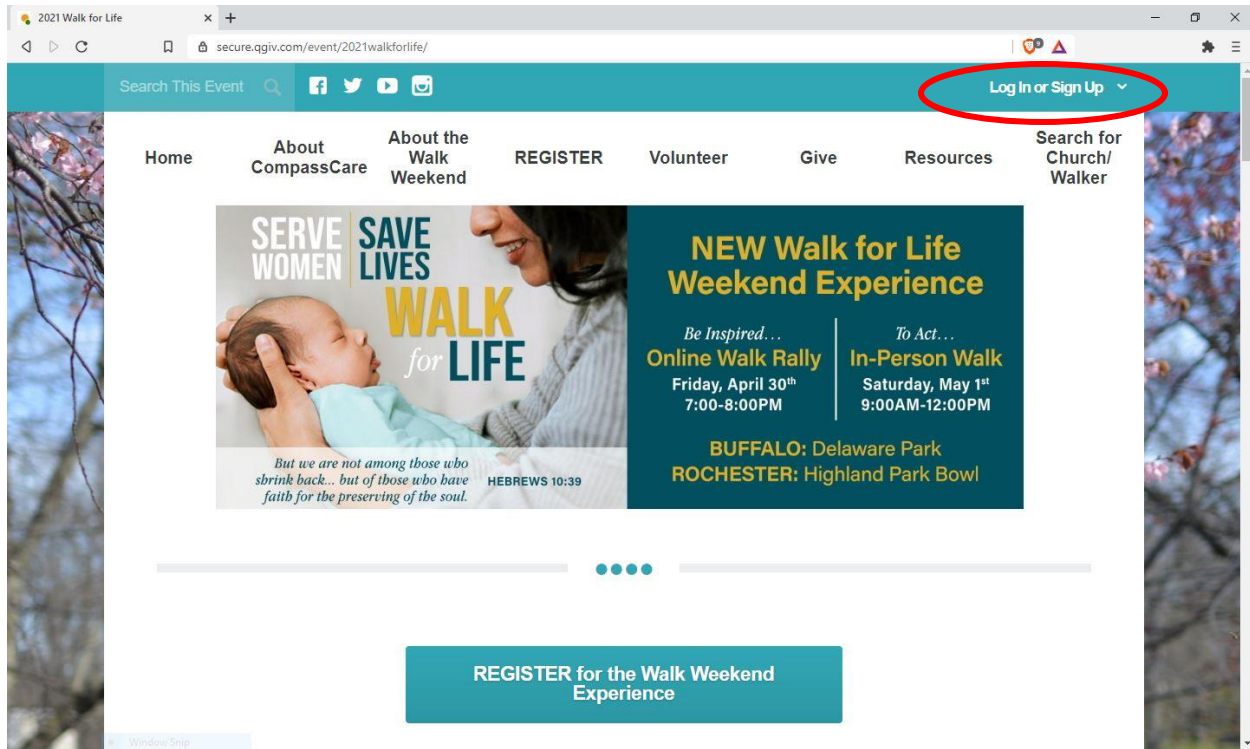 2021 Walk for Life
secure.qgiv.com/event/2021walkforlife/
Search This Event
Log In or Sign Up
Home
About
CompassCare
About the
Walk
Weekend
REGISTER
Volunteer
Give
Resources
Search for
Church/
Walker
SERVE
WOMEN
SAVE
LIVES
WALK
for LIFE
But we are not among those who
shrink back... but of those who have
faith for the preserving of the soul.
HEBREWS 10:39
NEW Walk for Life
Weekend Experience
Be Inspired...
Online Walk Rally
Friday, April 30th
7:00-8:00PM
To Act...
In-Person Walk
Saturday, May 1st
9:00AM-12:00PM
BUFFALO: Delaware Park
ROCHESTER: Highland Park Bowl
REGISTER for the Walk Weekend
Experience
Window Snip